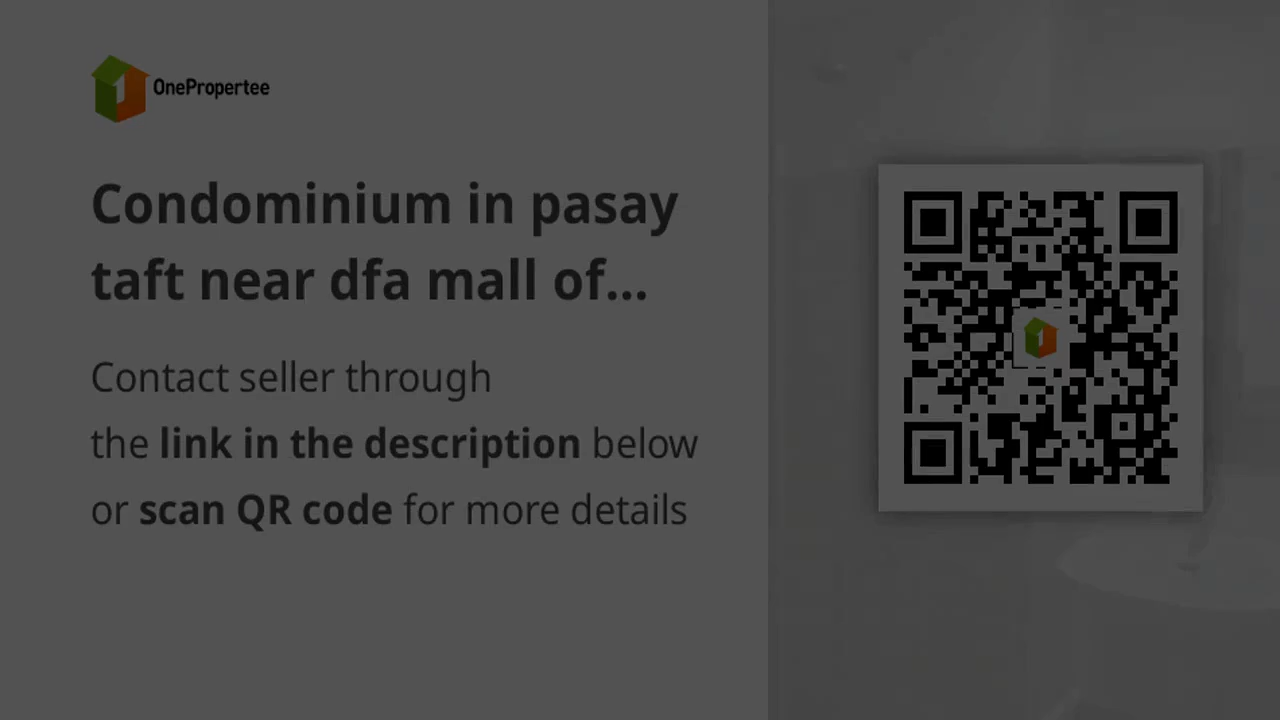 OnePropertee
Condominium in pasay
taft near dfa mall of...
Contact seller through
the link in the description below
or scan QR code for more details